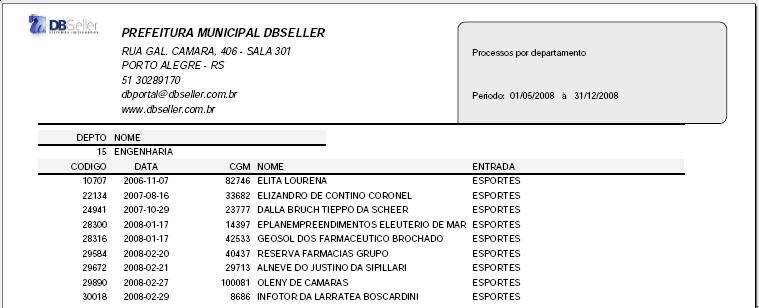 DBSeller
PREFEITURA MUNICIPAL DBSELLER
RUA GAL. CAMARA, 406 - SALA 301
PORTO ALEGRE - RS
51 30289170
dbportal@dbseller.com.br
www.dbseller.com.br
Processos por departamento
Periodo: 01/05/2008 à 31/12/2008
DEPTO NOME
15 ENGENHARIA
CODIGO DATA CGM NOME ENTRADA
10707 2006-11-07 82746 ELITA LOURENA ESPORTES
22134 2007-08-16 33682 ELIZANDRO DE CONTINO CORONEL ESPORTES
24941 2007-10-29 23777 DALLA BRUCH TIEPPO DA SCHEER ESPORTES
28300 2008-01-17 14397 EPLANEMPREENDIMENTOS ELEUTERIO DE MAR ESPORTES
28316 2008-01-17 42533 GEOSOL DOS FARMACEUTICO BROCHADO ESPORTES
29584 2008-02-20 40437 RESERVA FARMACIAS GRUPO ESPORTES
29672 2008-02-21 29713 ALNEVE DO JUSTINO DA SIPILLARI ESPORTES
29890 2008-02-27 100081 OLENY DE CAMARAS ESPORTES
30018 2008-02-29 8686 INFOTOR DA LARRATEA BOSCARDINI ESPORTES